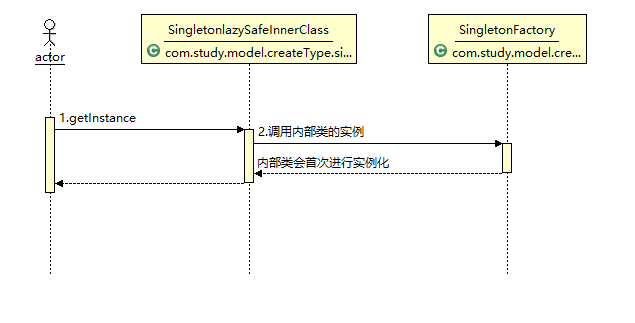 SingletonlazySafeInnerClass
SingletonFactory
C com.study.model.createType.si...
C com.study.model.cre...
actor
1.getInstance
2.调用内部类的实例
内部类会首次进行实例化